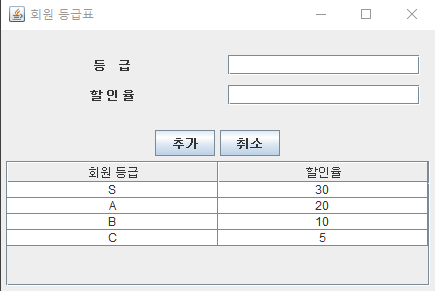 회원 등급표
등 급
할 인 율
추가 취소
회원 등급 할인율
S 30
A 20
B 10
C 5